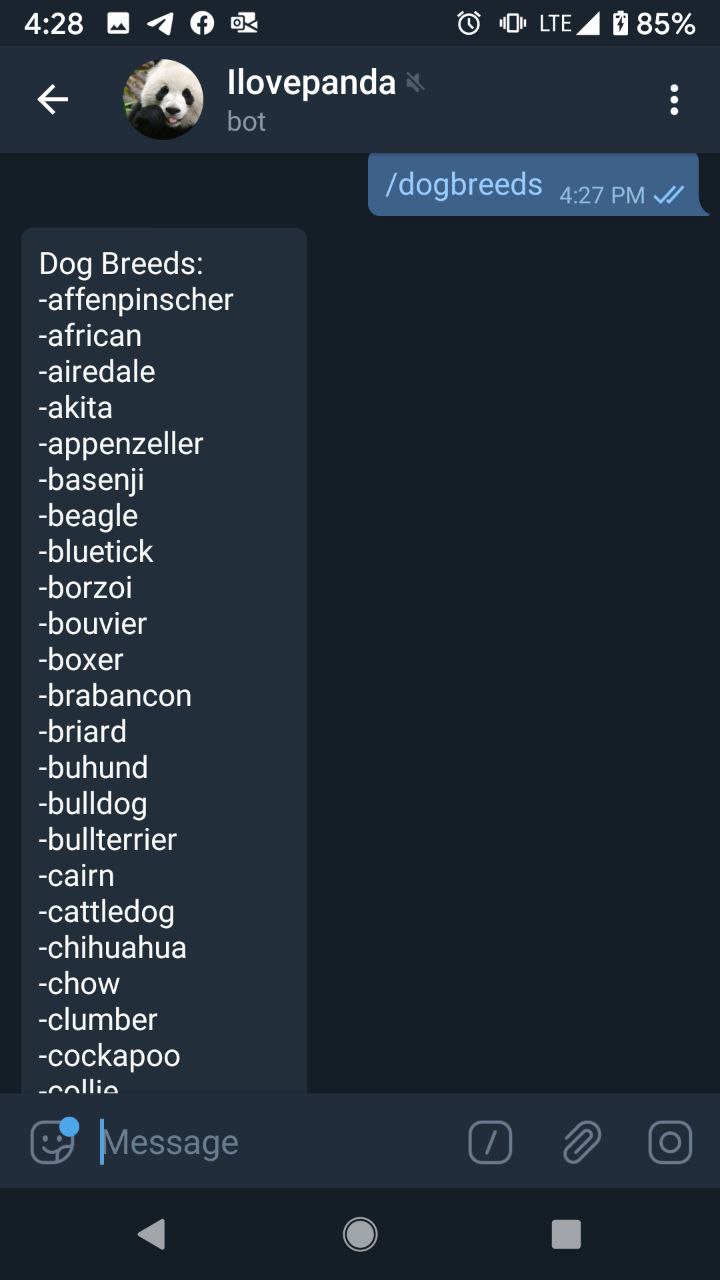 4:28
LTE
85%
Ilovepanda
bot
/dogbreeds 4:27 PM
Dog Breeds:
-affenpinscher
-african
-airedale
-akita
-appenzeller
-basenji
-beagle
-bluetick
-borzoi
-bouvier
-boxer
-brabancon
-briard
-buhund
-bulldog
-bullterrier
-cairn
-cattledog
-chihuahua
-chow
-clumber
-cockapoo
-collie
Message